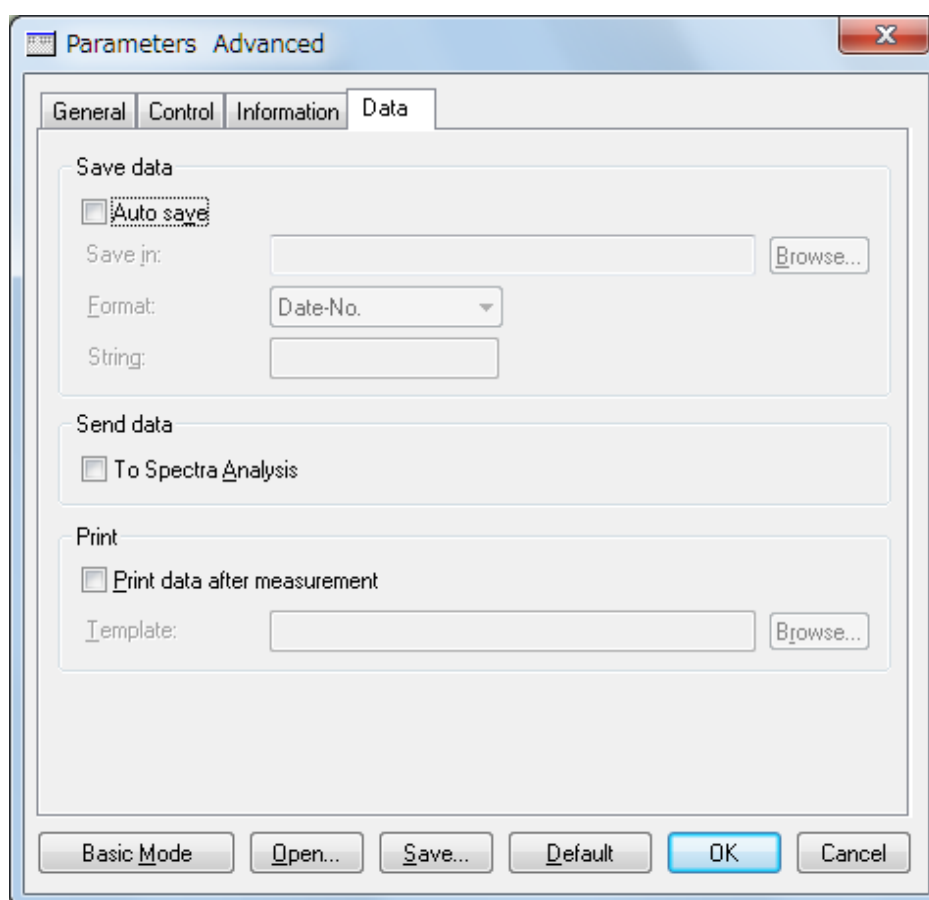 Parameters Advanced
General Control Information Data
Save data
Auto save
Save in: Browse...
Format: Date-No.
String:
Send data
To Spectra Analysis
Print
Print data after measurement
Template: Browse...
Basic Mode Open... Save... Default OK Cancel